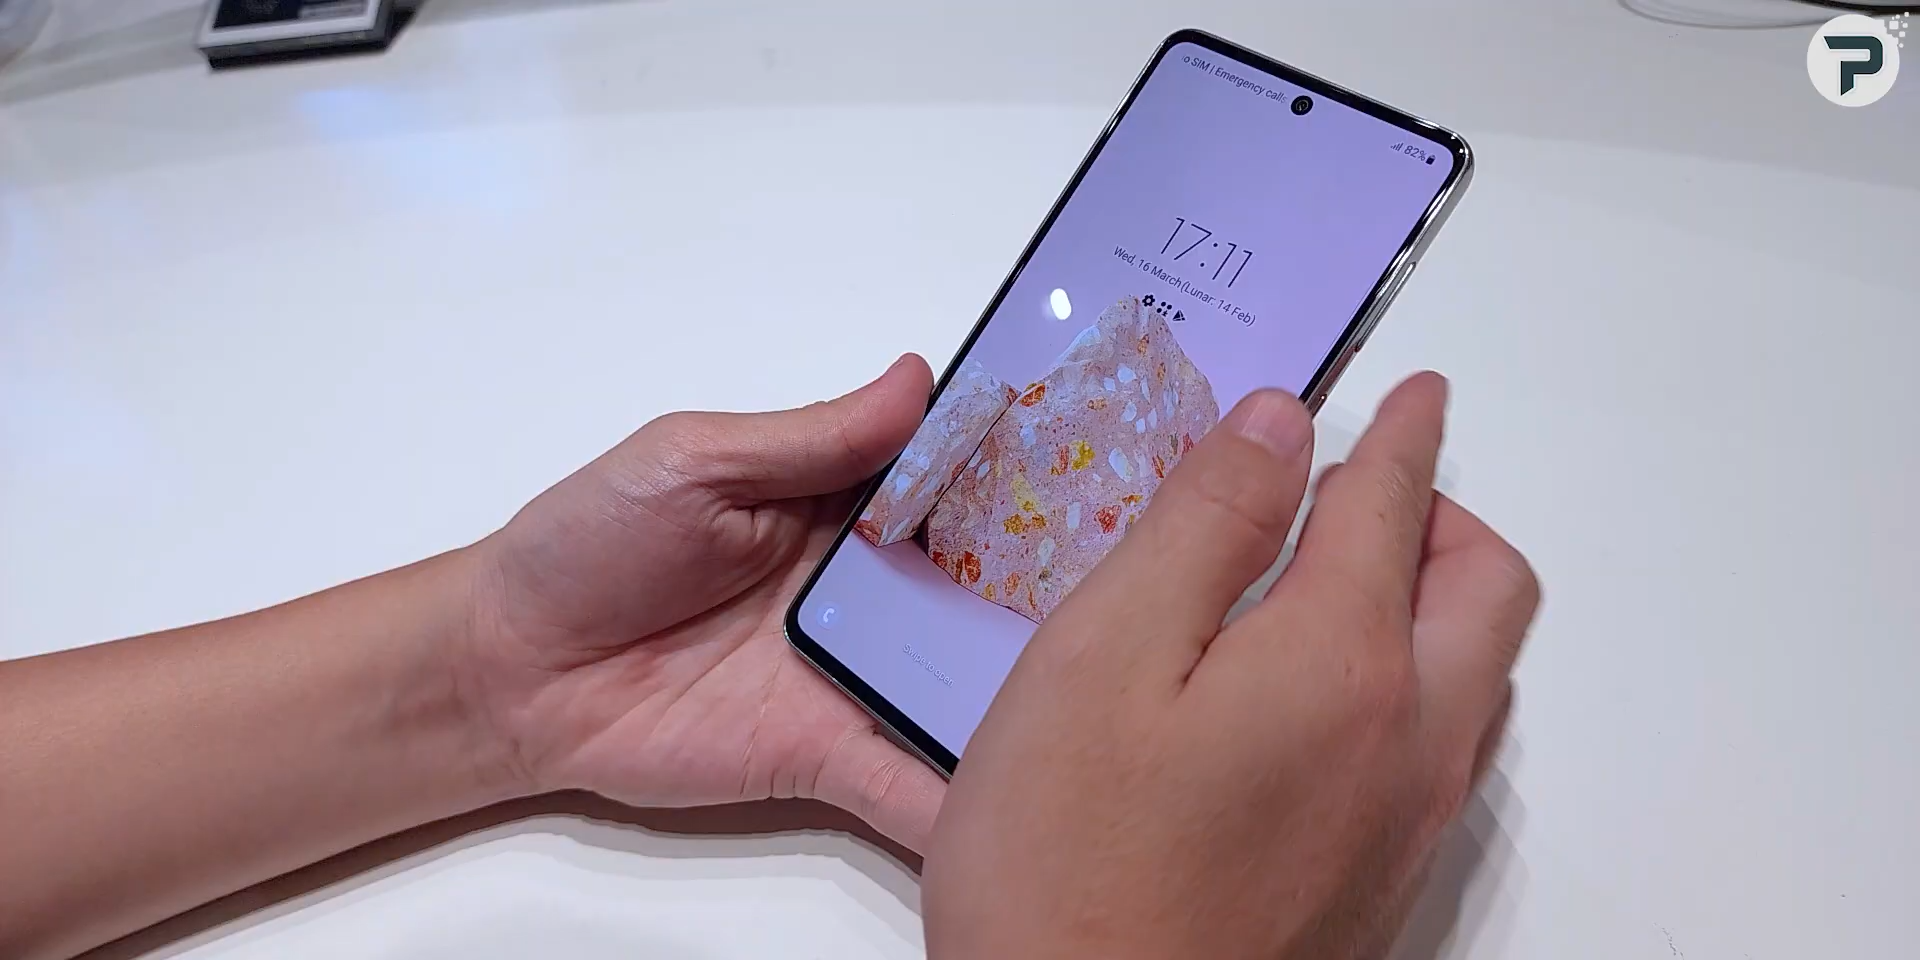 o SIM | Emergency calls
82%
17:11
Wed, 16 March(Lunar: 14 Feb)
Swipe to open
P